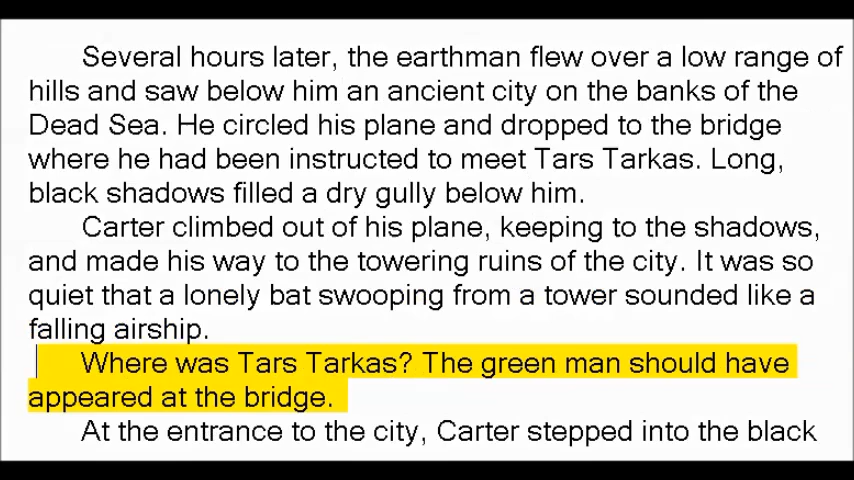 Several hours later, the earthman flew over a low range of
hills and saw below him an ancient city on the banks of the
Dead Sea. He circled his plane and dropped to the bridge
where he had been instructed to meet Tars Tarkas. Long,
black shadows filled a dry gully below him.
Carter climbed out of his plane, keeping to the shadows,
and made his way to the towering ruins of the city. It was so
quiet that a lonely bat swooping from a tower sounded like a
falling airship.
Where was Tars Tarkas? The green man should have
appeared at the bridge.
At the entrance to the city, Carter stepped into the black